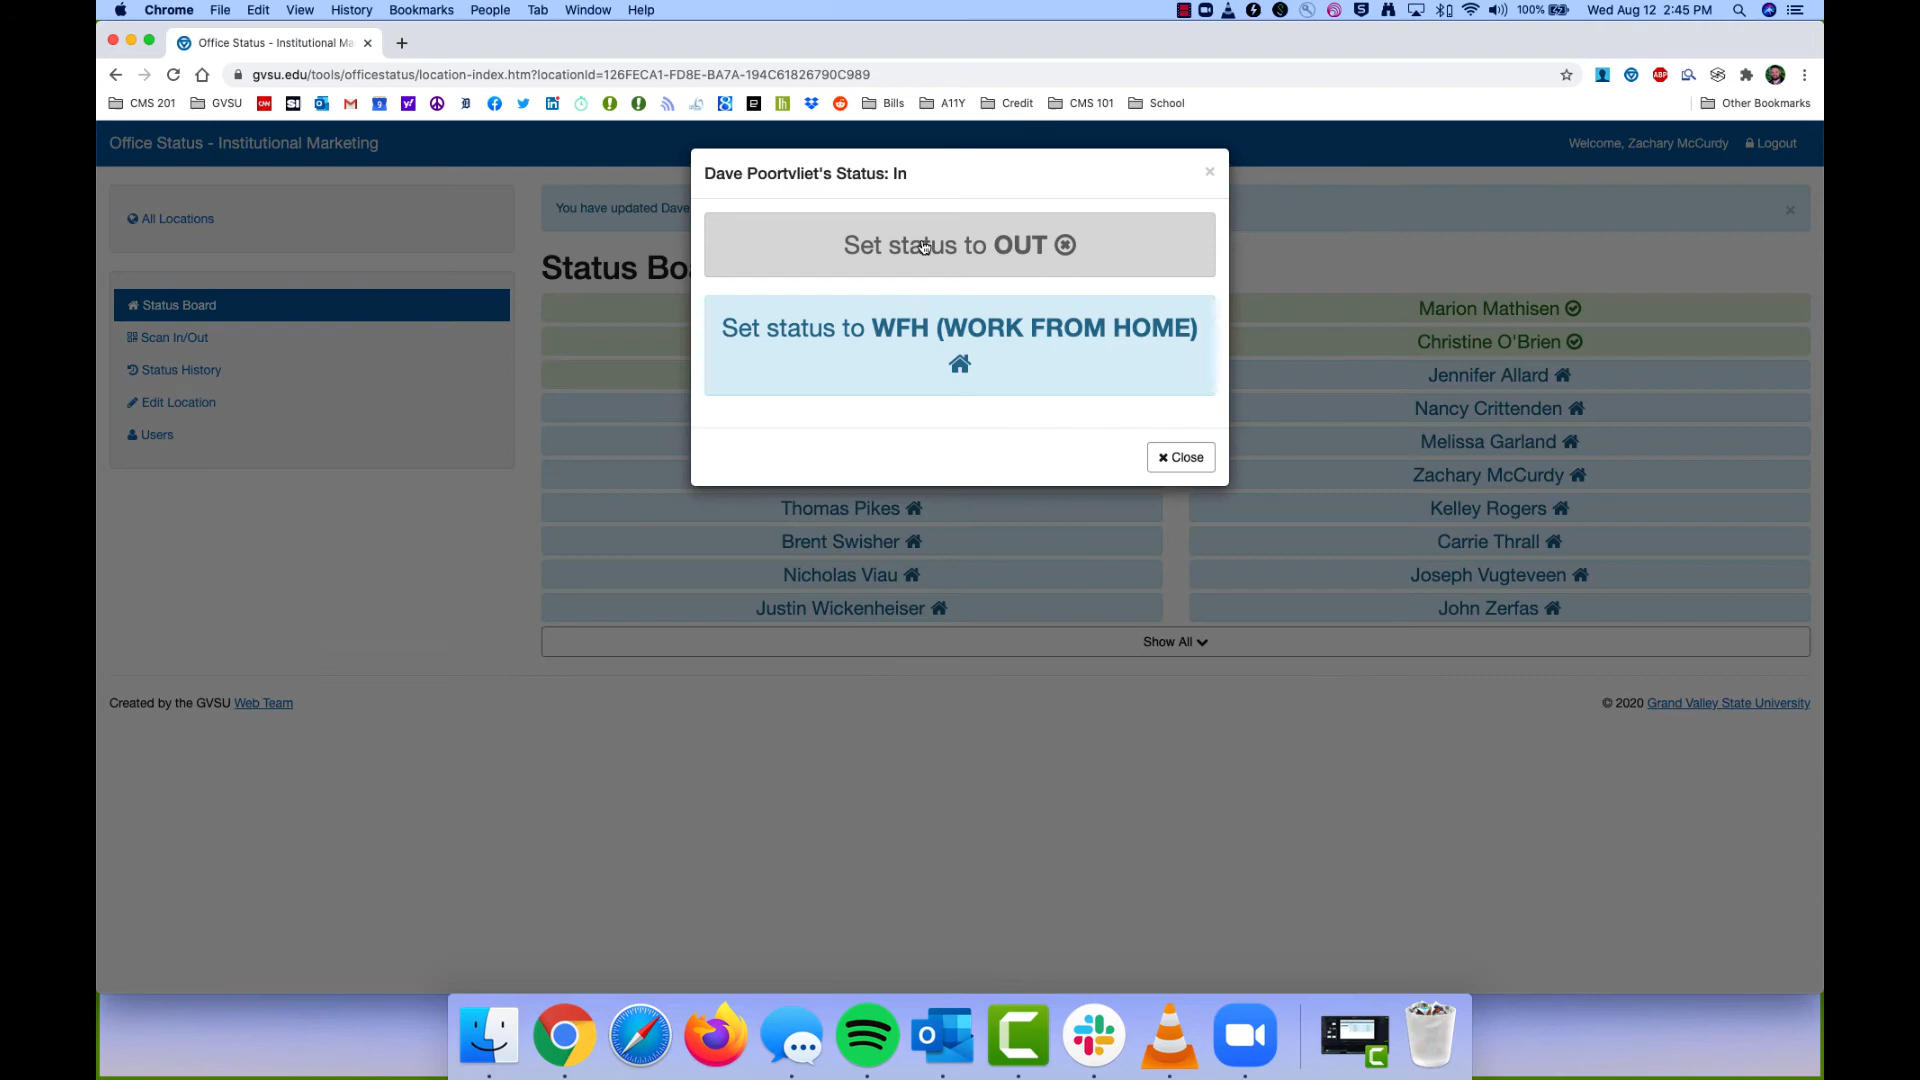 Chrome File Edit View History Bookmarks People Tab Window Help 100% Wed Aug 12 2:45 PM
Office Status - Institutional Ma
gvsu.edu/tools/officestatus/location-index.htm?locationId=126FECA1-FD8E-BA7A-194C61826790C989
CMS 201 GVSU Bills A11Y Credit CMS 101 School Other Bookmarks
Office Status - Institutional Marketing Welcome, Zachary McCurdy Logout
Dave Poortvliet's Status: In ×
All Locations
You have updated Dave ×
Set status to OUT
Status Bo
Status Board
Marion Mathisen
Set status to WFH (WORK FROM HOME)
Scan In/Out
Christine O'Brien
Status History
Jennifer Allard
Edit Location
Nancy Crittenden
Users
Melissa Garland
Close
Zachary McCurdy
Thomas Pikes Kelley Rogers
Brent Swisher Carrie Thrall
Nicholas Viau Joseph Vugteveen
Justin Wickenheiser John Zerfas
Show All
Created by the GVSU Web Team © 2020 Grand Valley State University